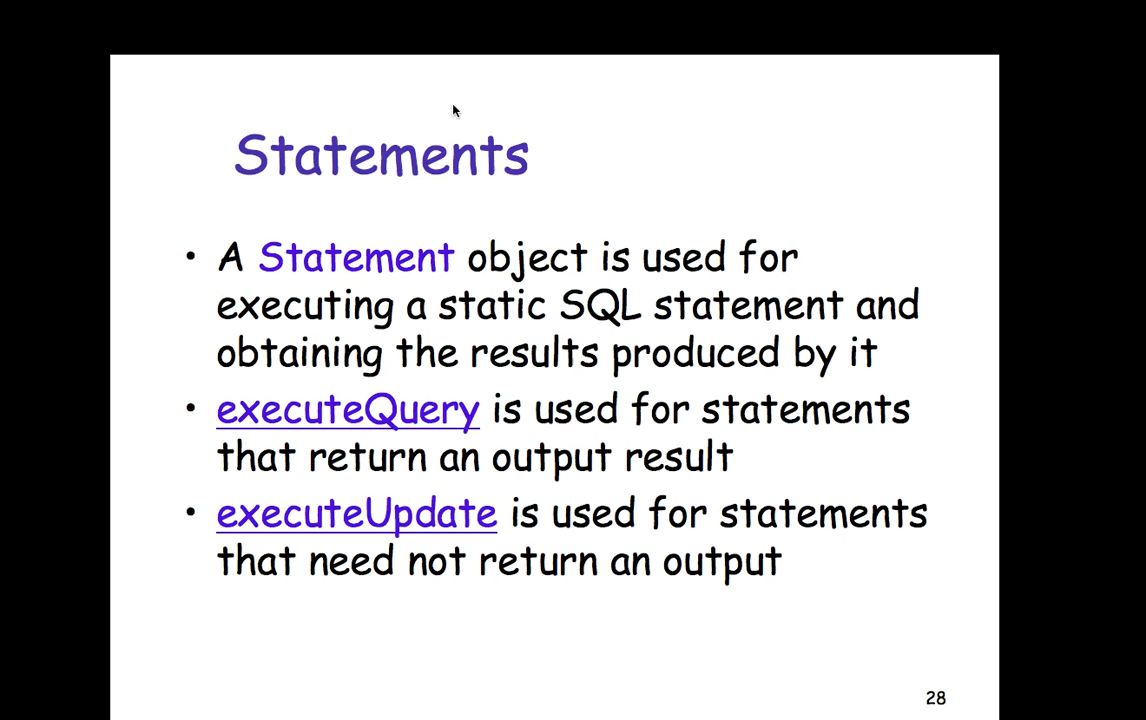 Statements
• A Statement object is used for
executing a static SQL statement and
obtaining the results produced by it
• executeQuery is used for statements
that return an output result
• executeUpdate is used for statements
that need not return an output
28